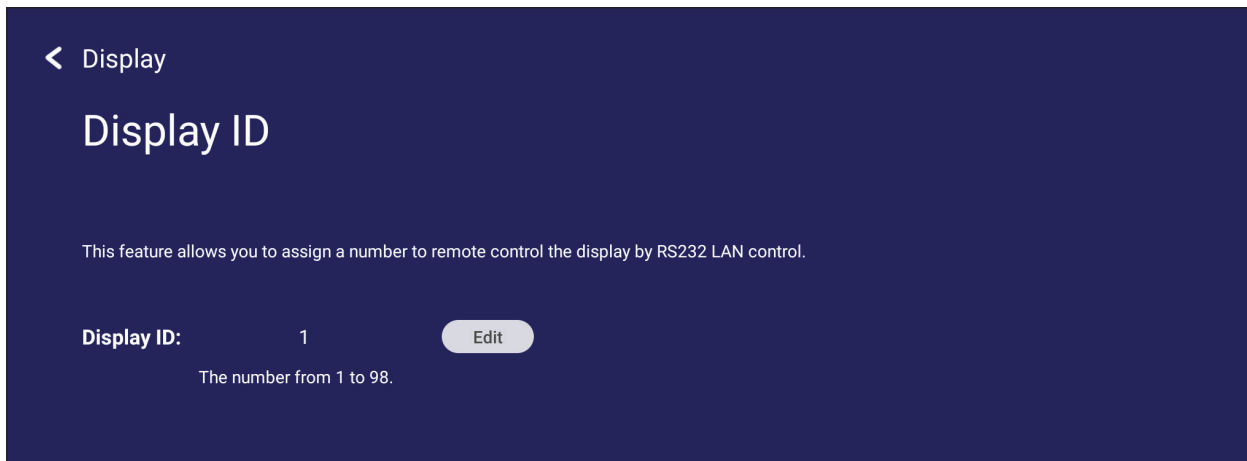 Display
Display ID
This feature allows you to assign a number to remote control the display by RS232 LAN control.
Display ID: 1 Edit
The number from 1 to 98.